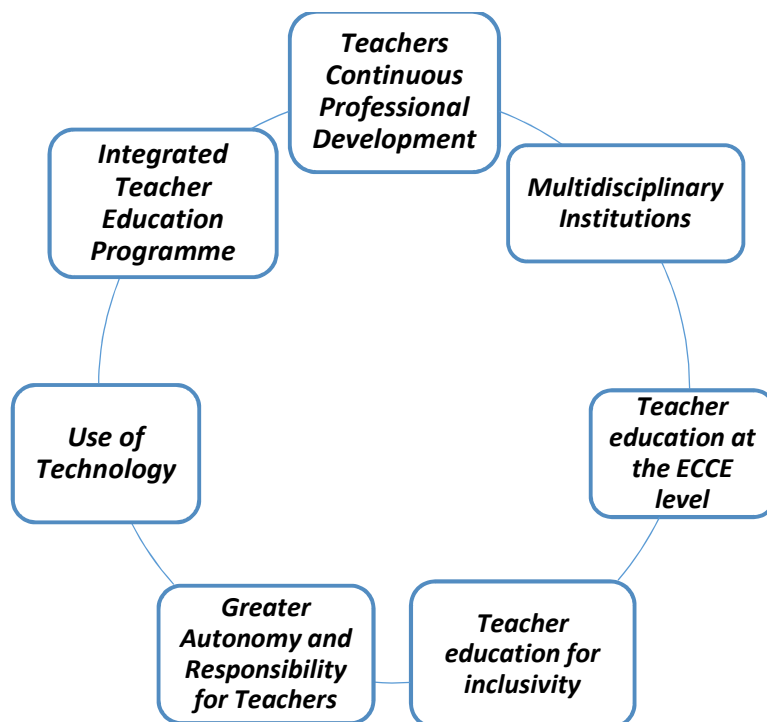 Teachers
Continuous
Professional
Development
Multidisciplinary
Institutions
Teacher
education at
the ECCE
level
Teacher
education for
inclusivity
Greater
Autonomy and
Responsibility
for Teachers
Use of
Technology
Integrated
Teacher
Education
Programme